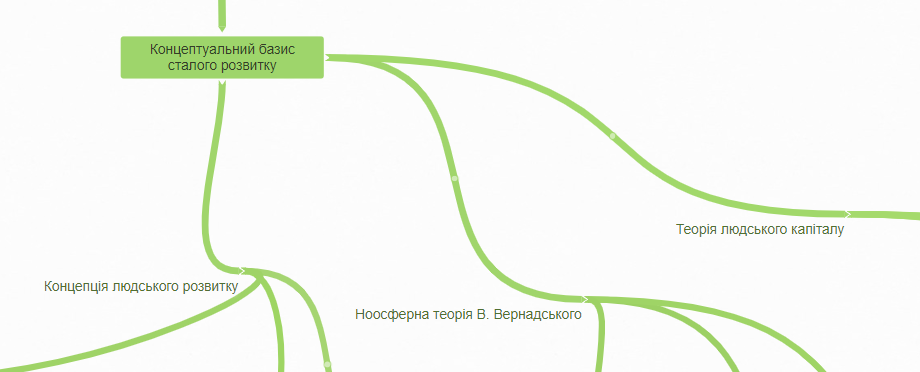 Концептуальний базис
сталого розвитку
Теорія людського капіталу
Концепція людського розвитку
Ноосферна теорія В. Вернадського